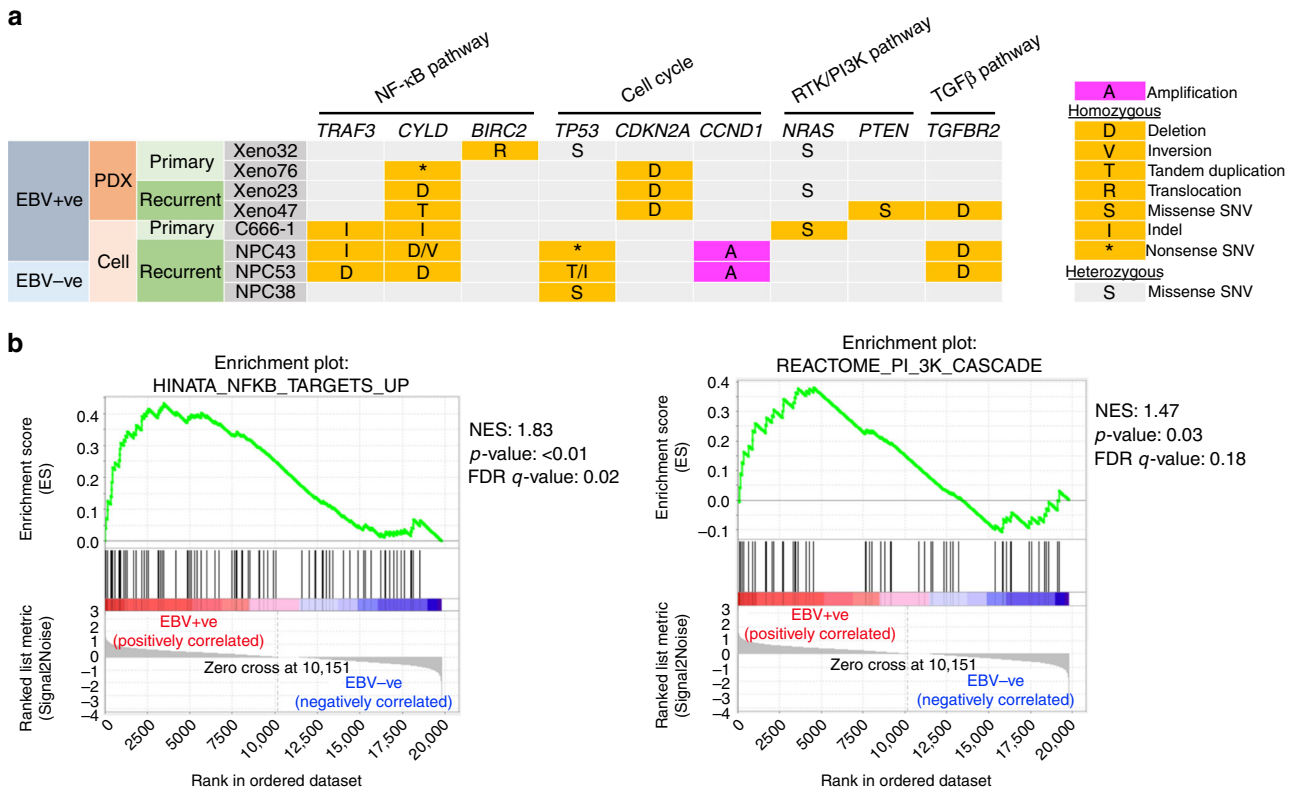 a
NF-κB pathway
Cell cycle
RTK/PI3K pathway
TGFβ pathway
TRAF3 CYLD BIRC2 TP53 CDKN2A CCND1 NRAS PTEN TGFBR2
EBV+ve
EBV−ve
PDX
Cell
Primary
Recurrent
Primary
Recurrent
Xeno32 R S S
Xeno76 * D
Xeno23 D D S
Xeno47 T D S D
C666-1 I I S
NPC43 I D/V * A D
NPC53 D D T/I A D
NPC38 S
A Amplification
Homozygous
D Deletion
V Inversion
T Tandem duplication
R Translocation
S Missense SNV
I Indel
* Nonsense SNV
Heterozygous
S Missense SNV
b
Enrichment plot:
HINATA_NFKB_TARGETS_UP
Enrichment score
(ES)
0.4
0.3
0.2
0.1
0.0
NES: 1.83
p-value: <0.01
FDR q-value: 0.02
Ranked list metric
(Signal2Noise)
3
2
1
0
−1
−2
−3
−4
EBV+ve
(positively correlated)
Zero cross at 10,151
EBV−ve
(negatively correlated)
0 2500 5000 7500 10,000 12,500 15,000 17,500 20,000
Rank in ordered dataset
Enrichment plot:
REACTOME_PI_3K_CASCADE
Enrichment score
(ES)
0.4
0.3
0.2
0.1
0.0
−0.1
NES: 1.47
p-value: 0.03
FDR q-value: 0.18
Ranked list metric
(Signal2Noise)
3
2
1
0
−1
−2
−3
−4
EBV+ve
(positively correlated)
Zero cross at 10,151
EBV−ve
(negatively correlated)
0 2500 5000 7500 10,000 12,500 15,000 17,500 20,000
Rank in ordered dataset